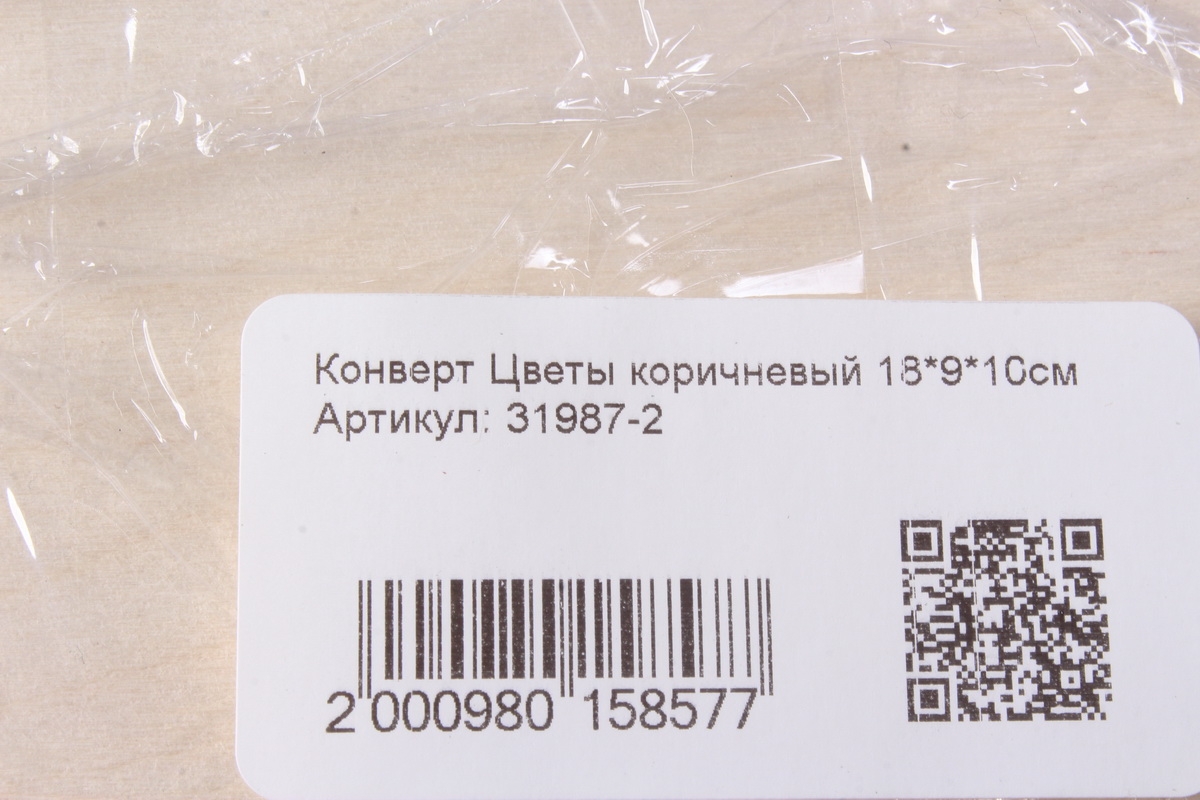 Конверт Цветы коричневый 18*9*10см
Артикул: 31987-2
2 000980 158577